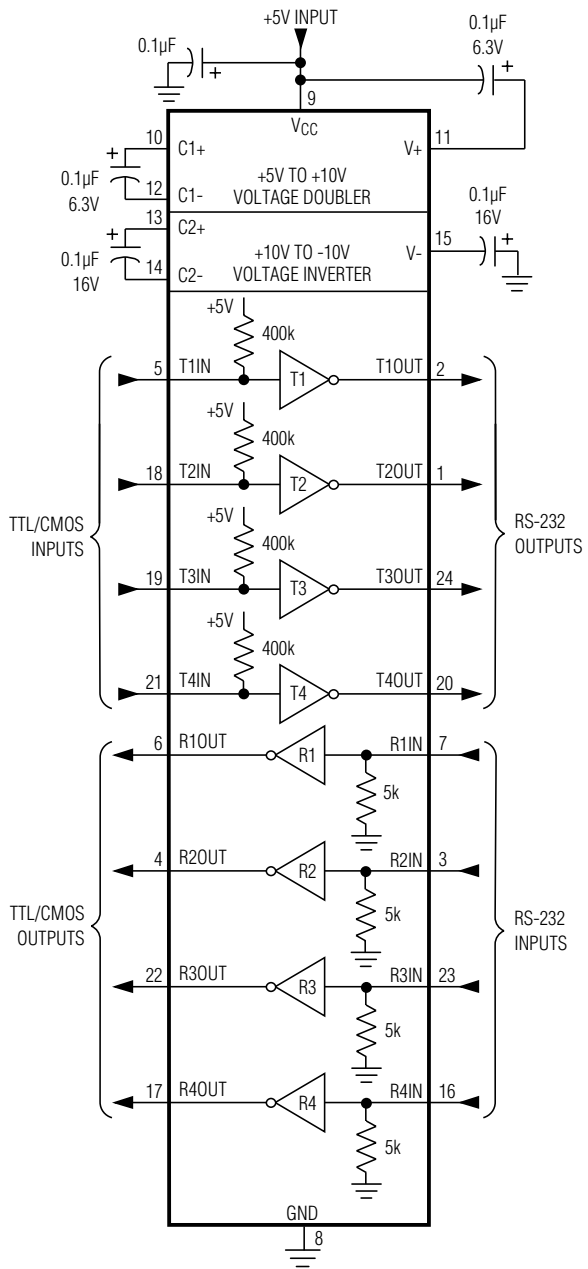 +5V INPUT
0.1µF
0.1µF
6.3V
9
VCC
10
C1+
V+
11
0.1µF
6.3V
+5V TO +10V
VOLTAGE DOUBLER
12
C1-
13
C2+
0.1µF
16V
+10V TO -10V
VOLTAGE INVERTER
V-
15
0.1µF
16V
14
C2-
+5V
400k
5
T1IN
T1
T1OUT
2
+5V
400k
18
T2IN
T2
T2OUT
1
TTL/CMOS
INPUTS
RS-232
OUTPUTS
+5V
400k
19
T3IN
T3
T3OUT
24
+5V
400k
21
T4IN
T4
T4OUT
20
6
R1OUT
R1
R1IN
7
5k
4
R2OUT
R2
R2IN
3
5k
TTL/CMOS
OUTPUTS
RS-232
INPUTS
22
R3OUT
R3
R3IN
23
5k
17
R4OUT
R4
R4IN
16
5k
GND
8